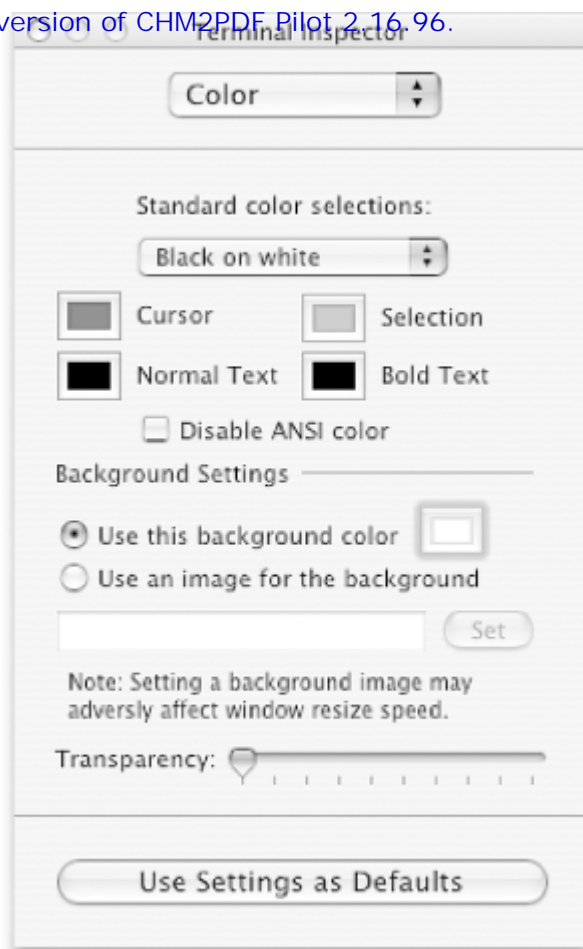 version of CHM2PDF Pilot 2.16.96.
Terminal Inspector
Color
Standard color selections:
Black on white
Cursor
Selection
Normal Text
Bold Text
Disable ANSI color
Background Settings
Use this background color
Use an image for the background
Set
Note: Setting a background image may
adversly affect window resize speed.
Transparency:
Use Settings as Defaults